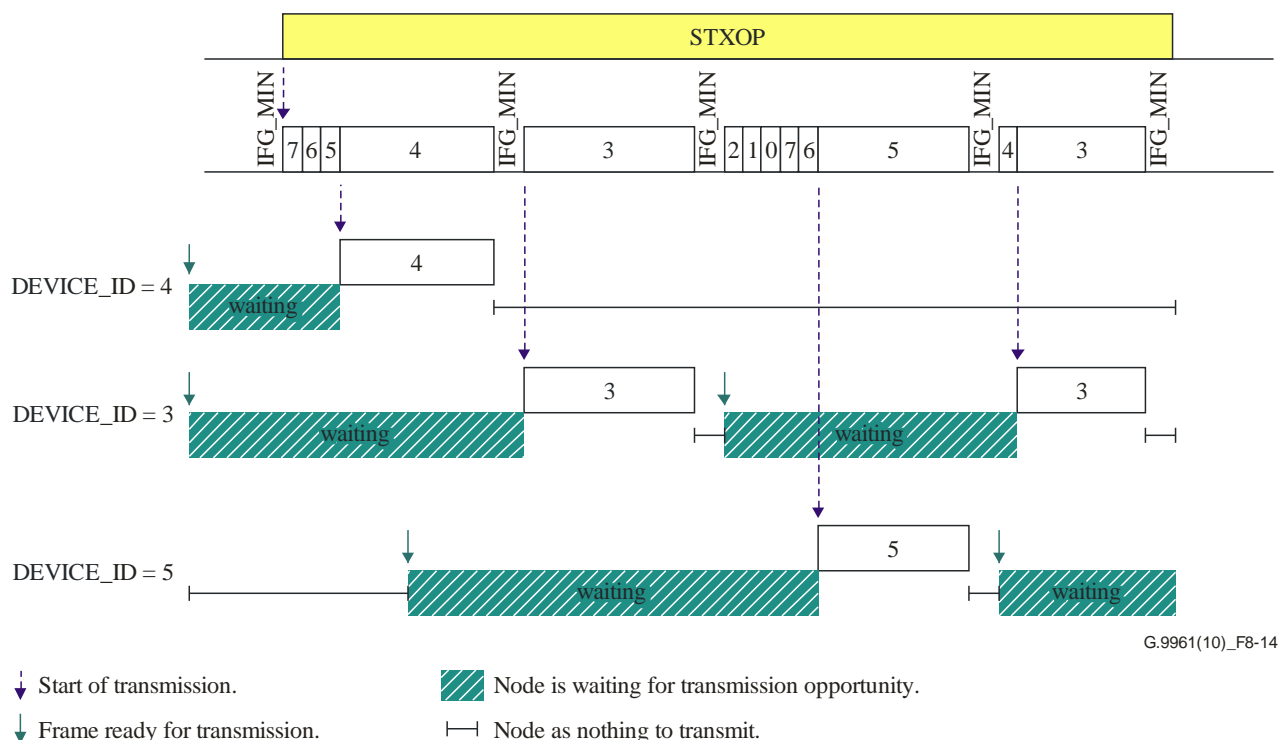 STXOP
IFG_MIN
7 6 5 4
IFG_MIN
3
IFG_MIN
2 1 0 7 6 5
IFG_MIN
4 3
IFG_MIN
4
DEVICE_ID = 4
waiting
3
3
DEVICE_ID = 3
waiting
waiting
5
DEVICE_ID = 5
waiting
waiting
G.9961(10)_F8-14
Start of transmission.
Node is waiting for transmission opportunity.
Frame ready for transmission.
Node as nothing to transmit.